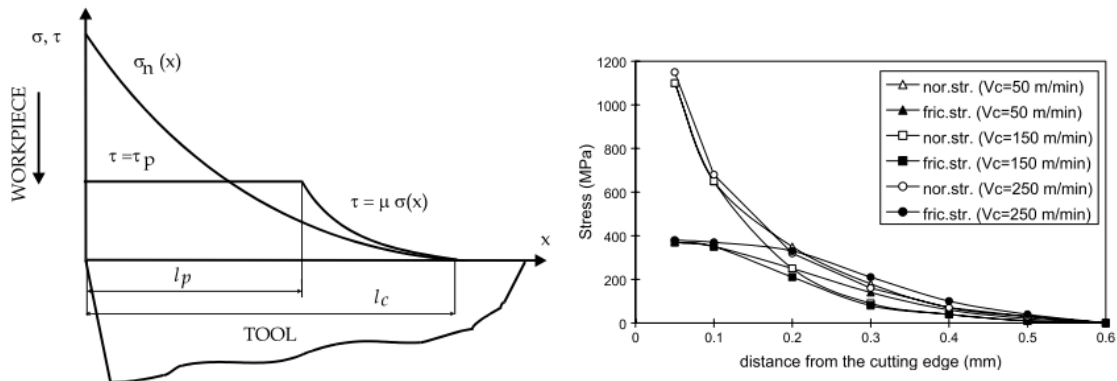 σ, τ
σn (x)
WORKPIECE
τ =τp
τ = μ σ(x)
x
lp
lc
TOOL
1200
1000
800
600
400
200
0
Stress (MPa)
nor.str. (Vc=50 m/min)
fric.str. (Vc=50 m/min)
nor.str. (Vc=150 m/min)
fric.str. (Vc=150 m/min)
nor.str. (Vc=250 m/min)
fric.str. (Vc=250 m/min)
0 0.1 0.2 0.3 0.4 0.5 0.6
distance from the cutting edge (mm)